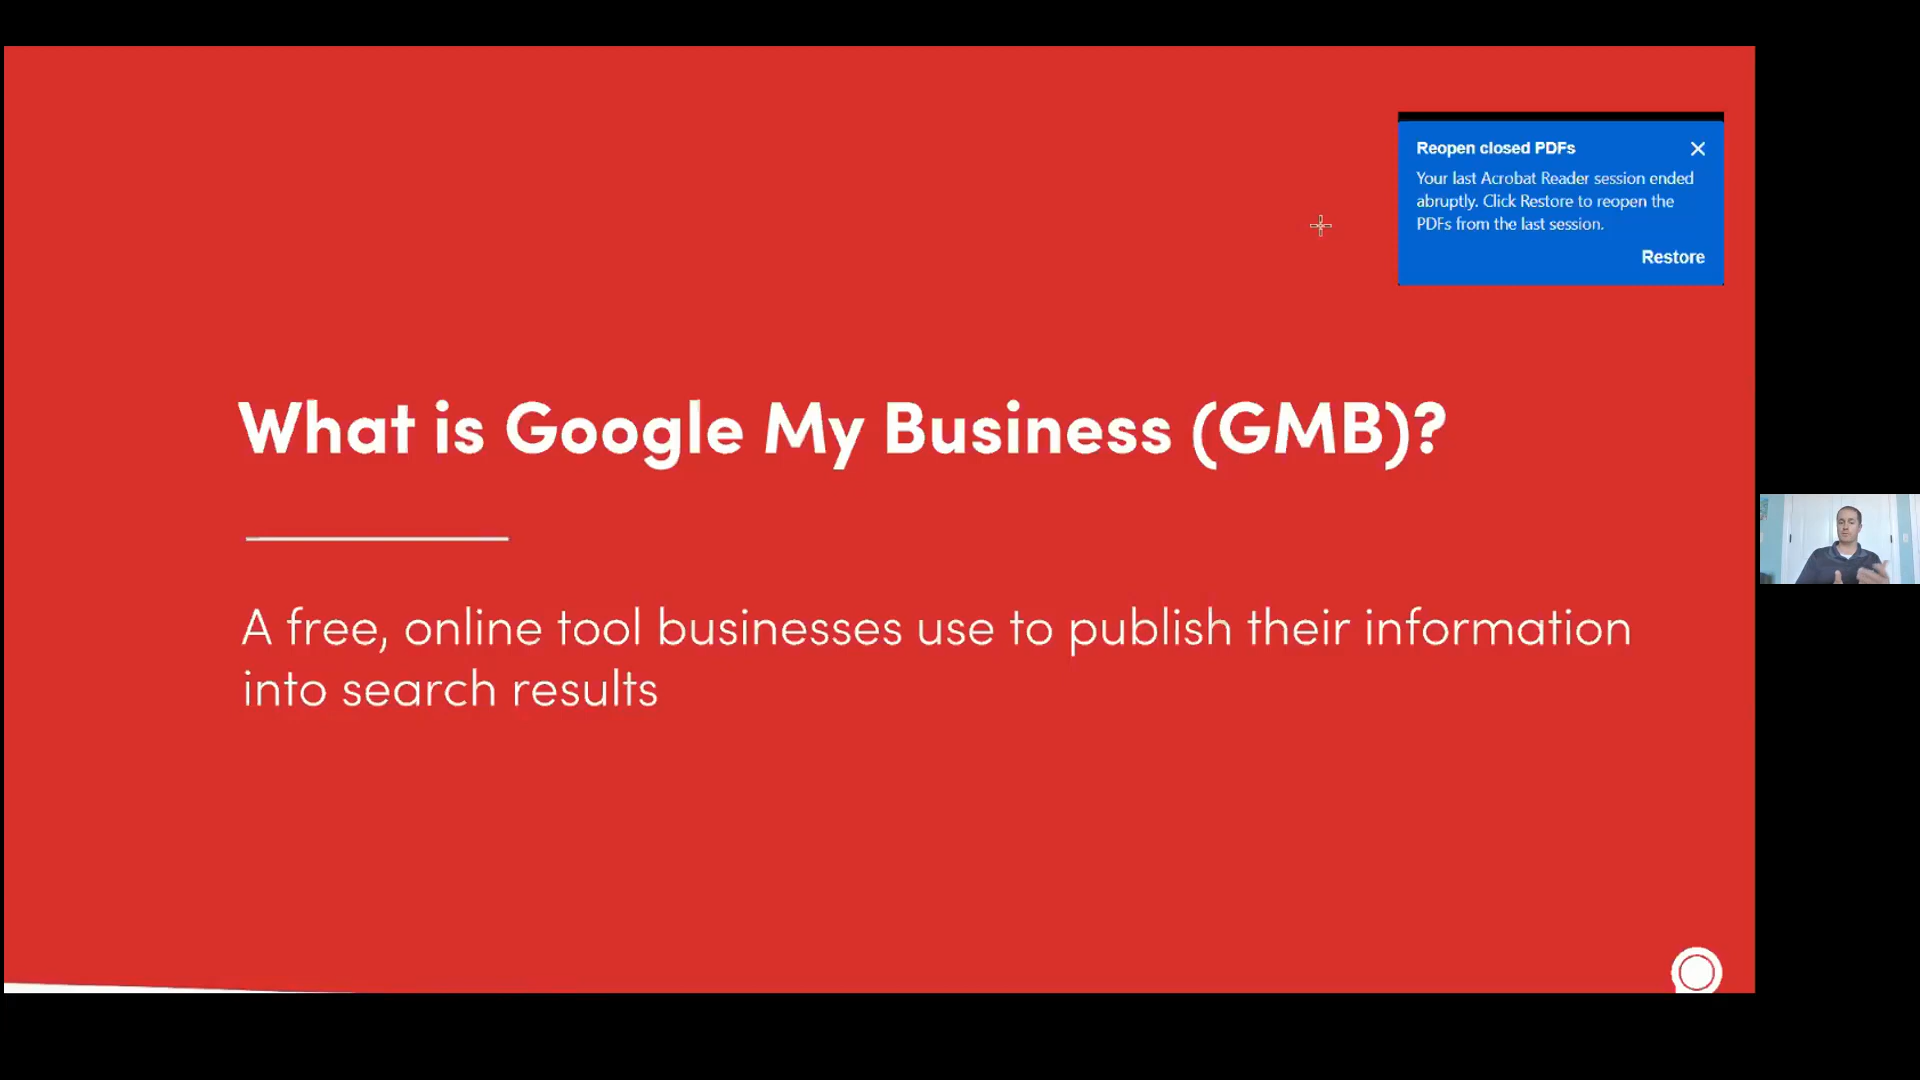 Reopen closed PDFs
Your last Acrobat Reader session ended
abruptly. Click Restore to reopen the
PDFs from the last session.
Restore
What is Google My Business (GMB)?
A free, online tool businesses use to publish their information
into search results